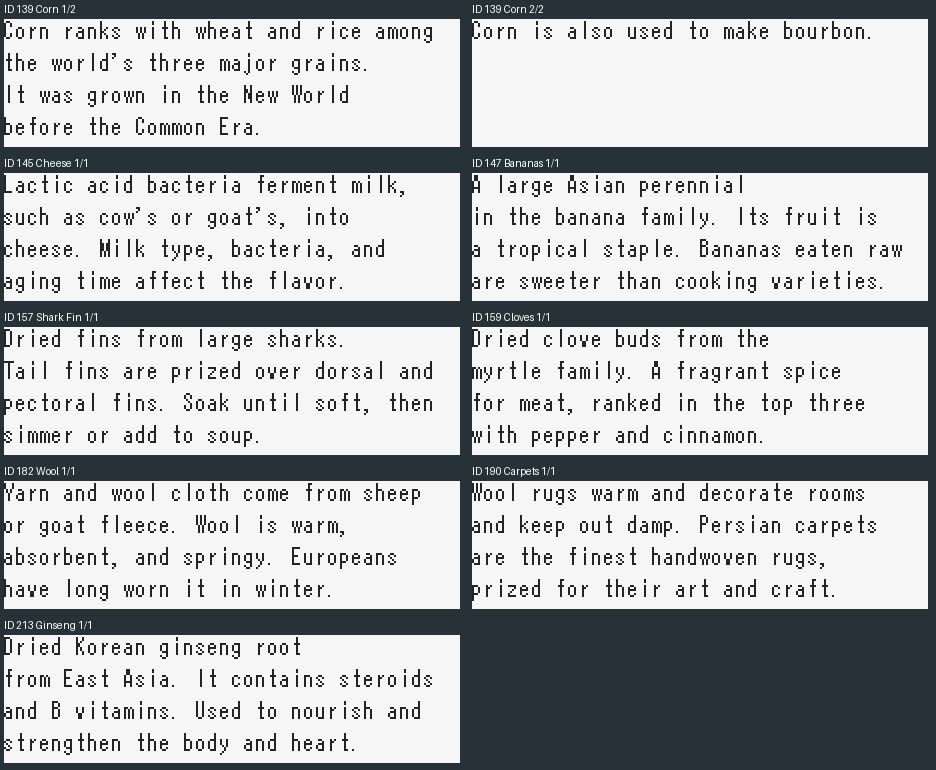 ID 139 Corn 1/2
Corn ranks with wheat and rice among
the world's three major grains.
It was grown in the New World
before the Common Era.
ID 139 Corn 2/2
Corn is also used to make bourbon.
ID 145 Cheese 1/1
Lactic acid bacteria ferment milk,
such as cow's or goat's, into
cheese. Milk type, bacteria, and
aging time affect the flavor.
ID 147 Bananas 1/1
A large Asian perennial
in the banana family. Its fruit is
a tropical staple. Bananas eaten raw
are sweeter than cooking varieties.
ID 157 Shark Fin 1/1
Dried fins from large sharks.
Tail fins are prized over dorsal and
pectoral fins. Soak until soft, then
simmer or add to soup.
ID 159 Cloves 1/1
Dried clove buds from the
myrtle family. A fragrant spice
for meat, ranked in the top three
with pepper and cinnamon.
ID 182 Wool 1/1
Yarn and wool cloth come from sheep
or goat fleece. Wool is warm,
absorbent, and springy. Europeans
have long worn it in winter.
ID 190 Carpets 1/1
Wool rugs warm and decorate rooms
and keep out damp. Persian carpets
are the finest handwoven rugs,
prized for their art and craft.
ID 213 Ginseng 1/1
Dried Korean ginseng root
from East Asia. It contains steroids
and B vitamins. Used to nourish and
strengthen the body and heart.